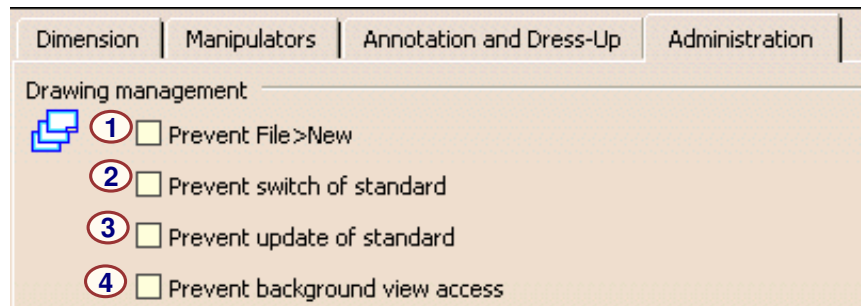 Dimension Manipulators Annotation and Dress-Up Administration
Drawing management
1 Prevent File>New
2 Prevent switch of standard
3 Prevent update of standard
4 Prevent background view access